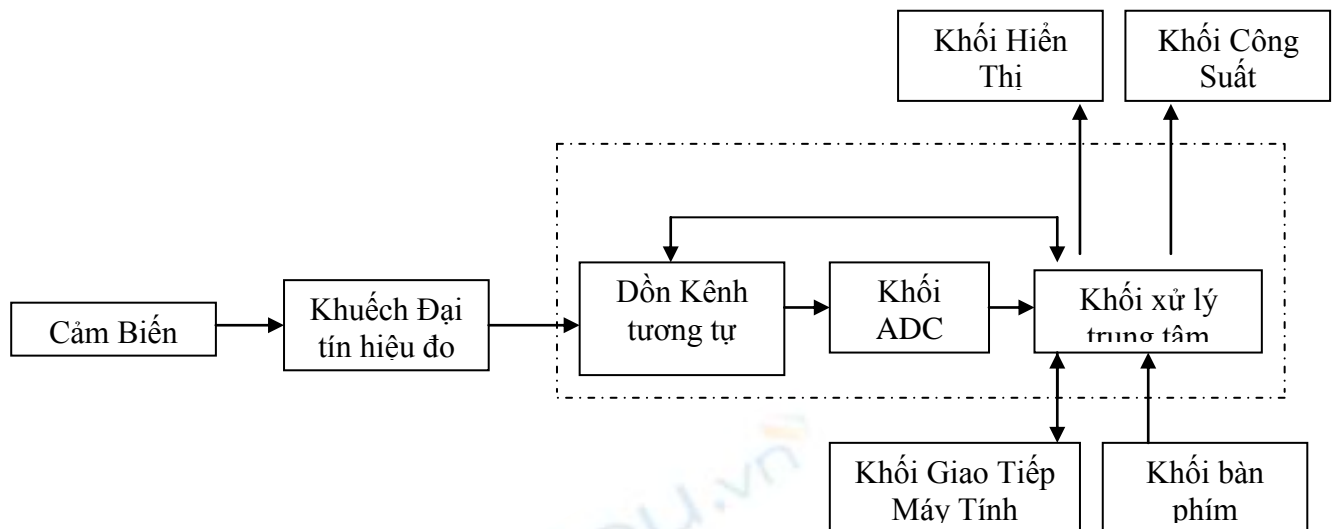 Khối Hiển
Thị
Khối Công
Suất
Cảm Biến
Khuếch Đại
tín hiệu đo
Dồn Kênh
tương tự
Khối
ADC
Khối xử lý
trung tâm
Khối Giao Tiếp
Máy Tính
Khối bàn
phím
u.vn